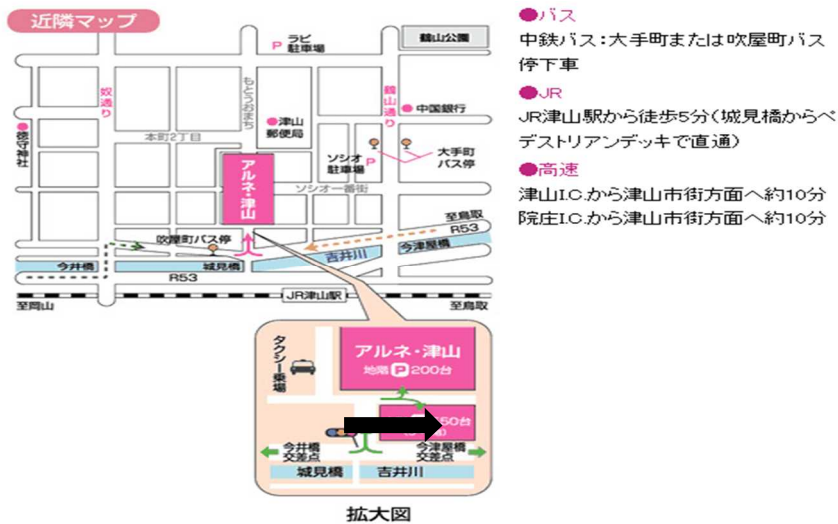 近隣マップ
ラビ
駐車場
鶴山公園
奴通り
もとうおまち
鶴山通り
中国銀行
徳守神社
津山
郵便局
本町2丁目
ソシオ
駐車場
大手町
バス停
アルネ・津山
ソシオ一番街
至鳥取
R53
吹屋町バス停
今井橋
城見橋
吉井川
今津屋橋
R53
JR津山駅
至岡山
至鳥取
タクシー乗場
アルネ・津山
地階P200台
50台
今井橋
交差点
今津屋橋
交差点
城見橋
吉井川
拡大図
●バス
中鉄バス:大手町または吹屋町バス
停下車
●JR
JR津山駅から徒歩5分(城見橋からペ
デストリアンデッキで直通)
●高速
津山I.C.から津山市街方面へ約10分
院庄I.C.から津山市街方面へ約10分